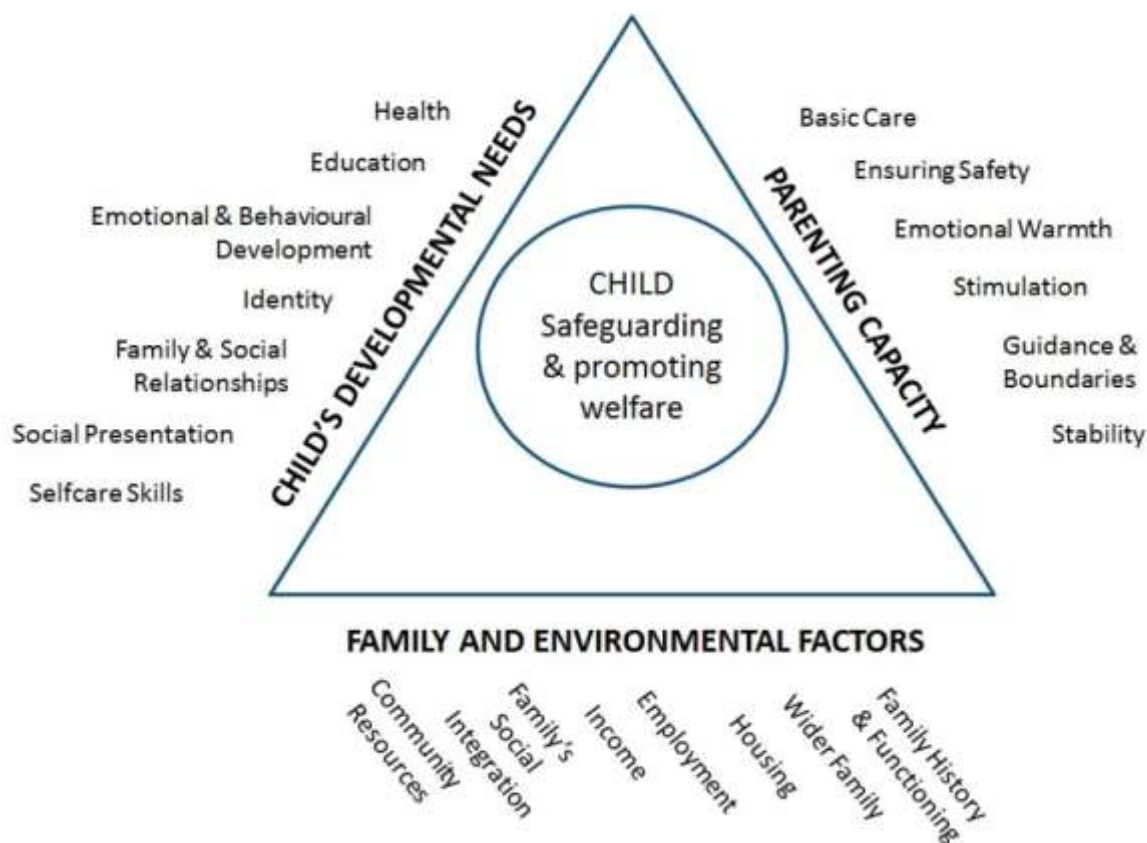 Health
Education
Emotional & Behavioural
Development
Identity
Family & Social
Relationships
Social Presentation
Selfcare Skills
CHILD'S DEVELOPMENTAL NEEDS
CHILD
Safeguarding
& promoting
welfare
PARENTING CAPACITY
Basic Care
Ensuring Safety
Emotional Warmth
Stimulation
Guidance &
Boundaries
Stability
FAMILY AND ENVIRONMENTAL FACTORS
Community
Resources
Family's
Social
Integration
Income
Employment
Housing
Wider Family
Family History
& Functioning